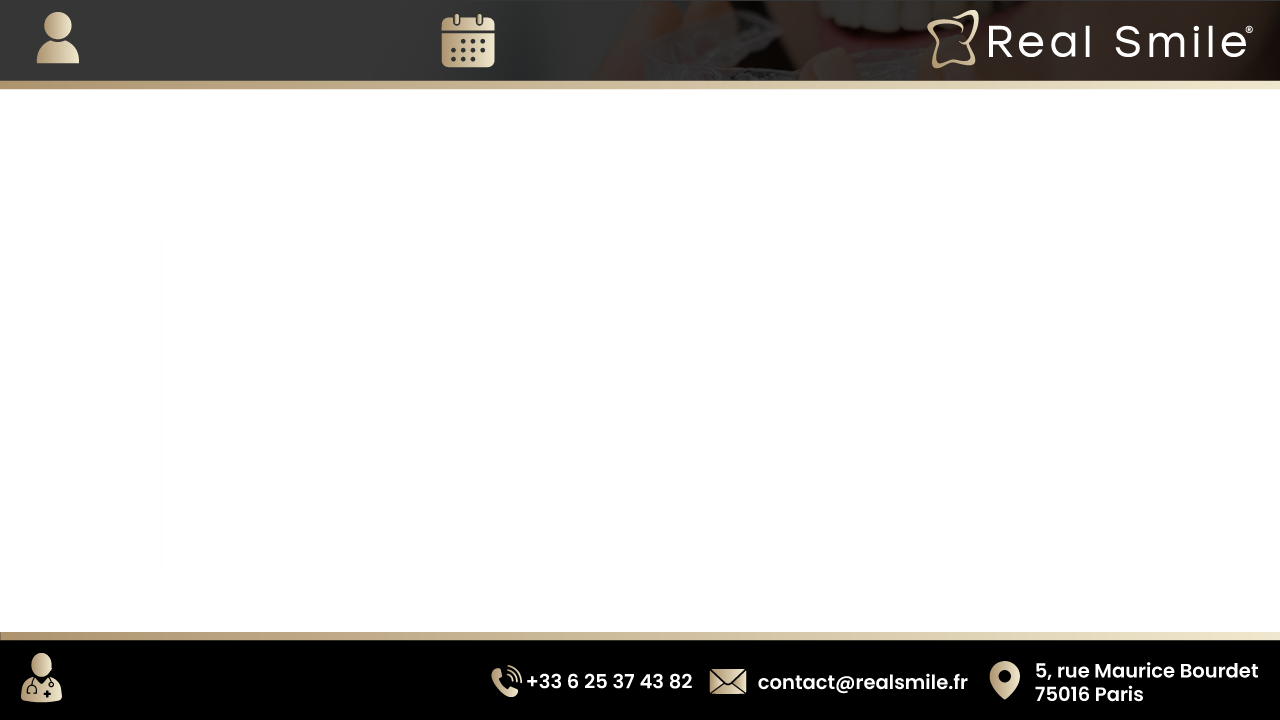 Real Smile®
+33 6 25 37 43 82
contact@realsmile.fr
5, rue Maurice Bourdet
75016 Paris